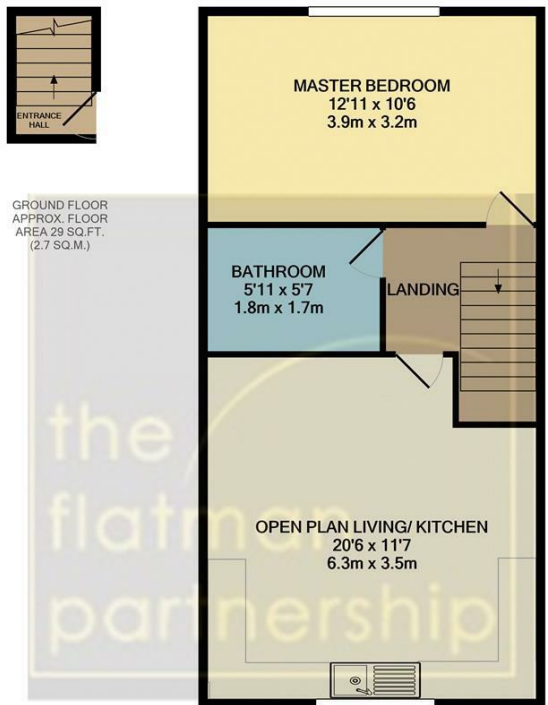 MASTER BEDROOM
12'11 x 10'6
3.9m x 3.2m
ENTRANCE
HALL
GROUND FLOOR
APPROX. FLOOR
AREA 29 SQ.FT.
(2.7 SQ.M.)
BATHROOM
5'11 x 5'7
1.8m x 1.7m
LANDING
OPEN PLAN LIVING/ KITCHEN
20'6 x 11'7
6.3m x 3.5m
the
flatman
partnership